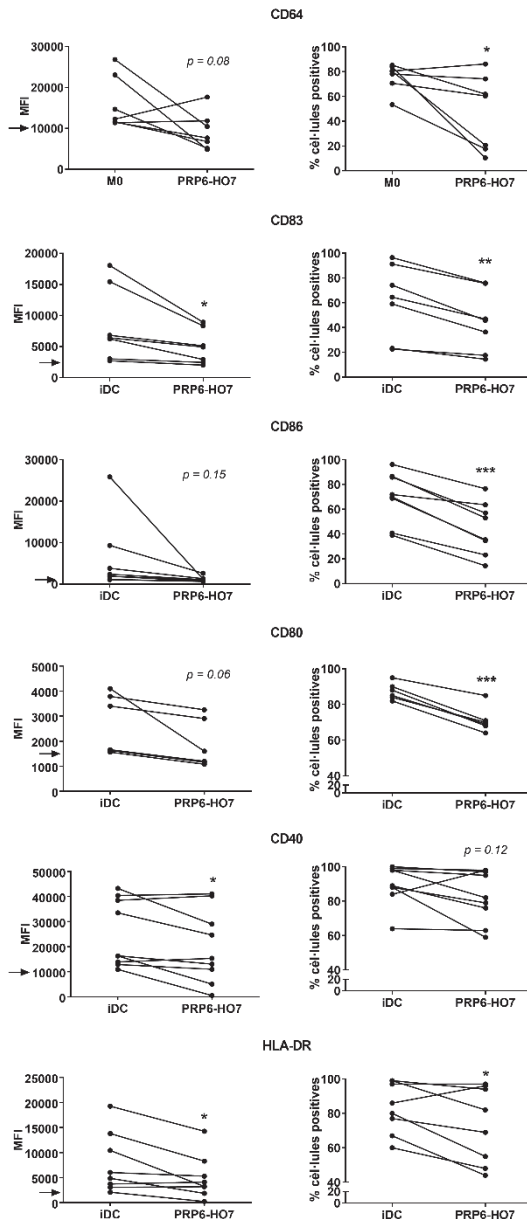 CD64
MFI
30000
20000
10000
0
p = 0.08
M0 PRP6-HO7
% cèl·lules positives
100
80
60
40
20
0
*
M0 PRP6-HO7
CD83
MFI
20000
15000
10000
5000
0
*
iDC PRP6-HO7
% cèl·lules positives
100
80
60
40
20
0
**
iDC PRP6-HO7
CD86
MFI
30000
20000
10000
0
p = 0.15
iDC PRP6-HO7
% cèl·lules positives
100
80
60
40
20
0
***
iDC PRP6-HO7
CD80
MFI
5000
4000
3000
2000
1000
0
p = 0.06
iDC PRP6-HO7
% cèl·lules positives
100
80
60
40
20
0
***
iDC PRP6-HO7
CD40
MFI
50000
40000
30000
20000
10000
0
*
iDC PRP6-HO7
% cèl·lules positives
100
80
60
40
20
0
p = 0.12
iDC PRP6-HO7
HLA-DR
MFI
25000
20000
15000
10000
5000
0
*
iDC PRP6-HO7
% cèl·lules positives
100
80
60
40
20
0
*
iDC PRP6-HO7